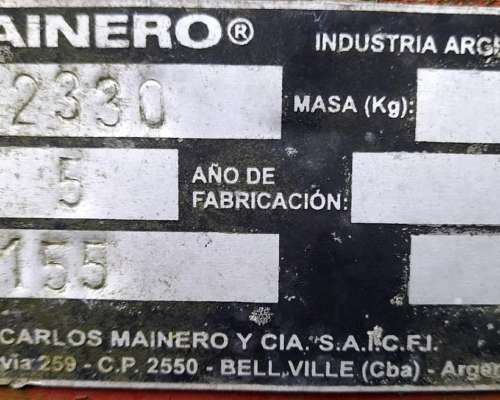 AINERO® INDUSTRIA ARGE
2330 MASA (Kg):
5 AÑO DE
FABRICACIÓN:
155
CARLOS MAINERO Y CIA. S.A.I.C.F.I.
via 259 - C.P. 2550 - BELL VILLE (Cba) - Argen